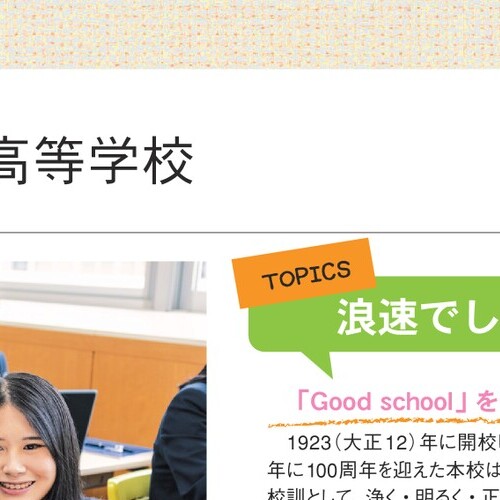 高等学校
TOPICS
浪速でし
「Good school」を
1923(大正12)年に開校
年に100周年を迎えた本校は
校訓として、浄く・明るく・正